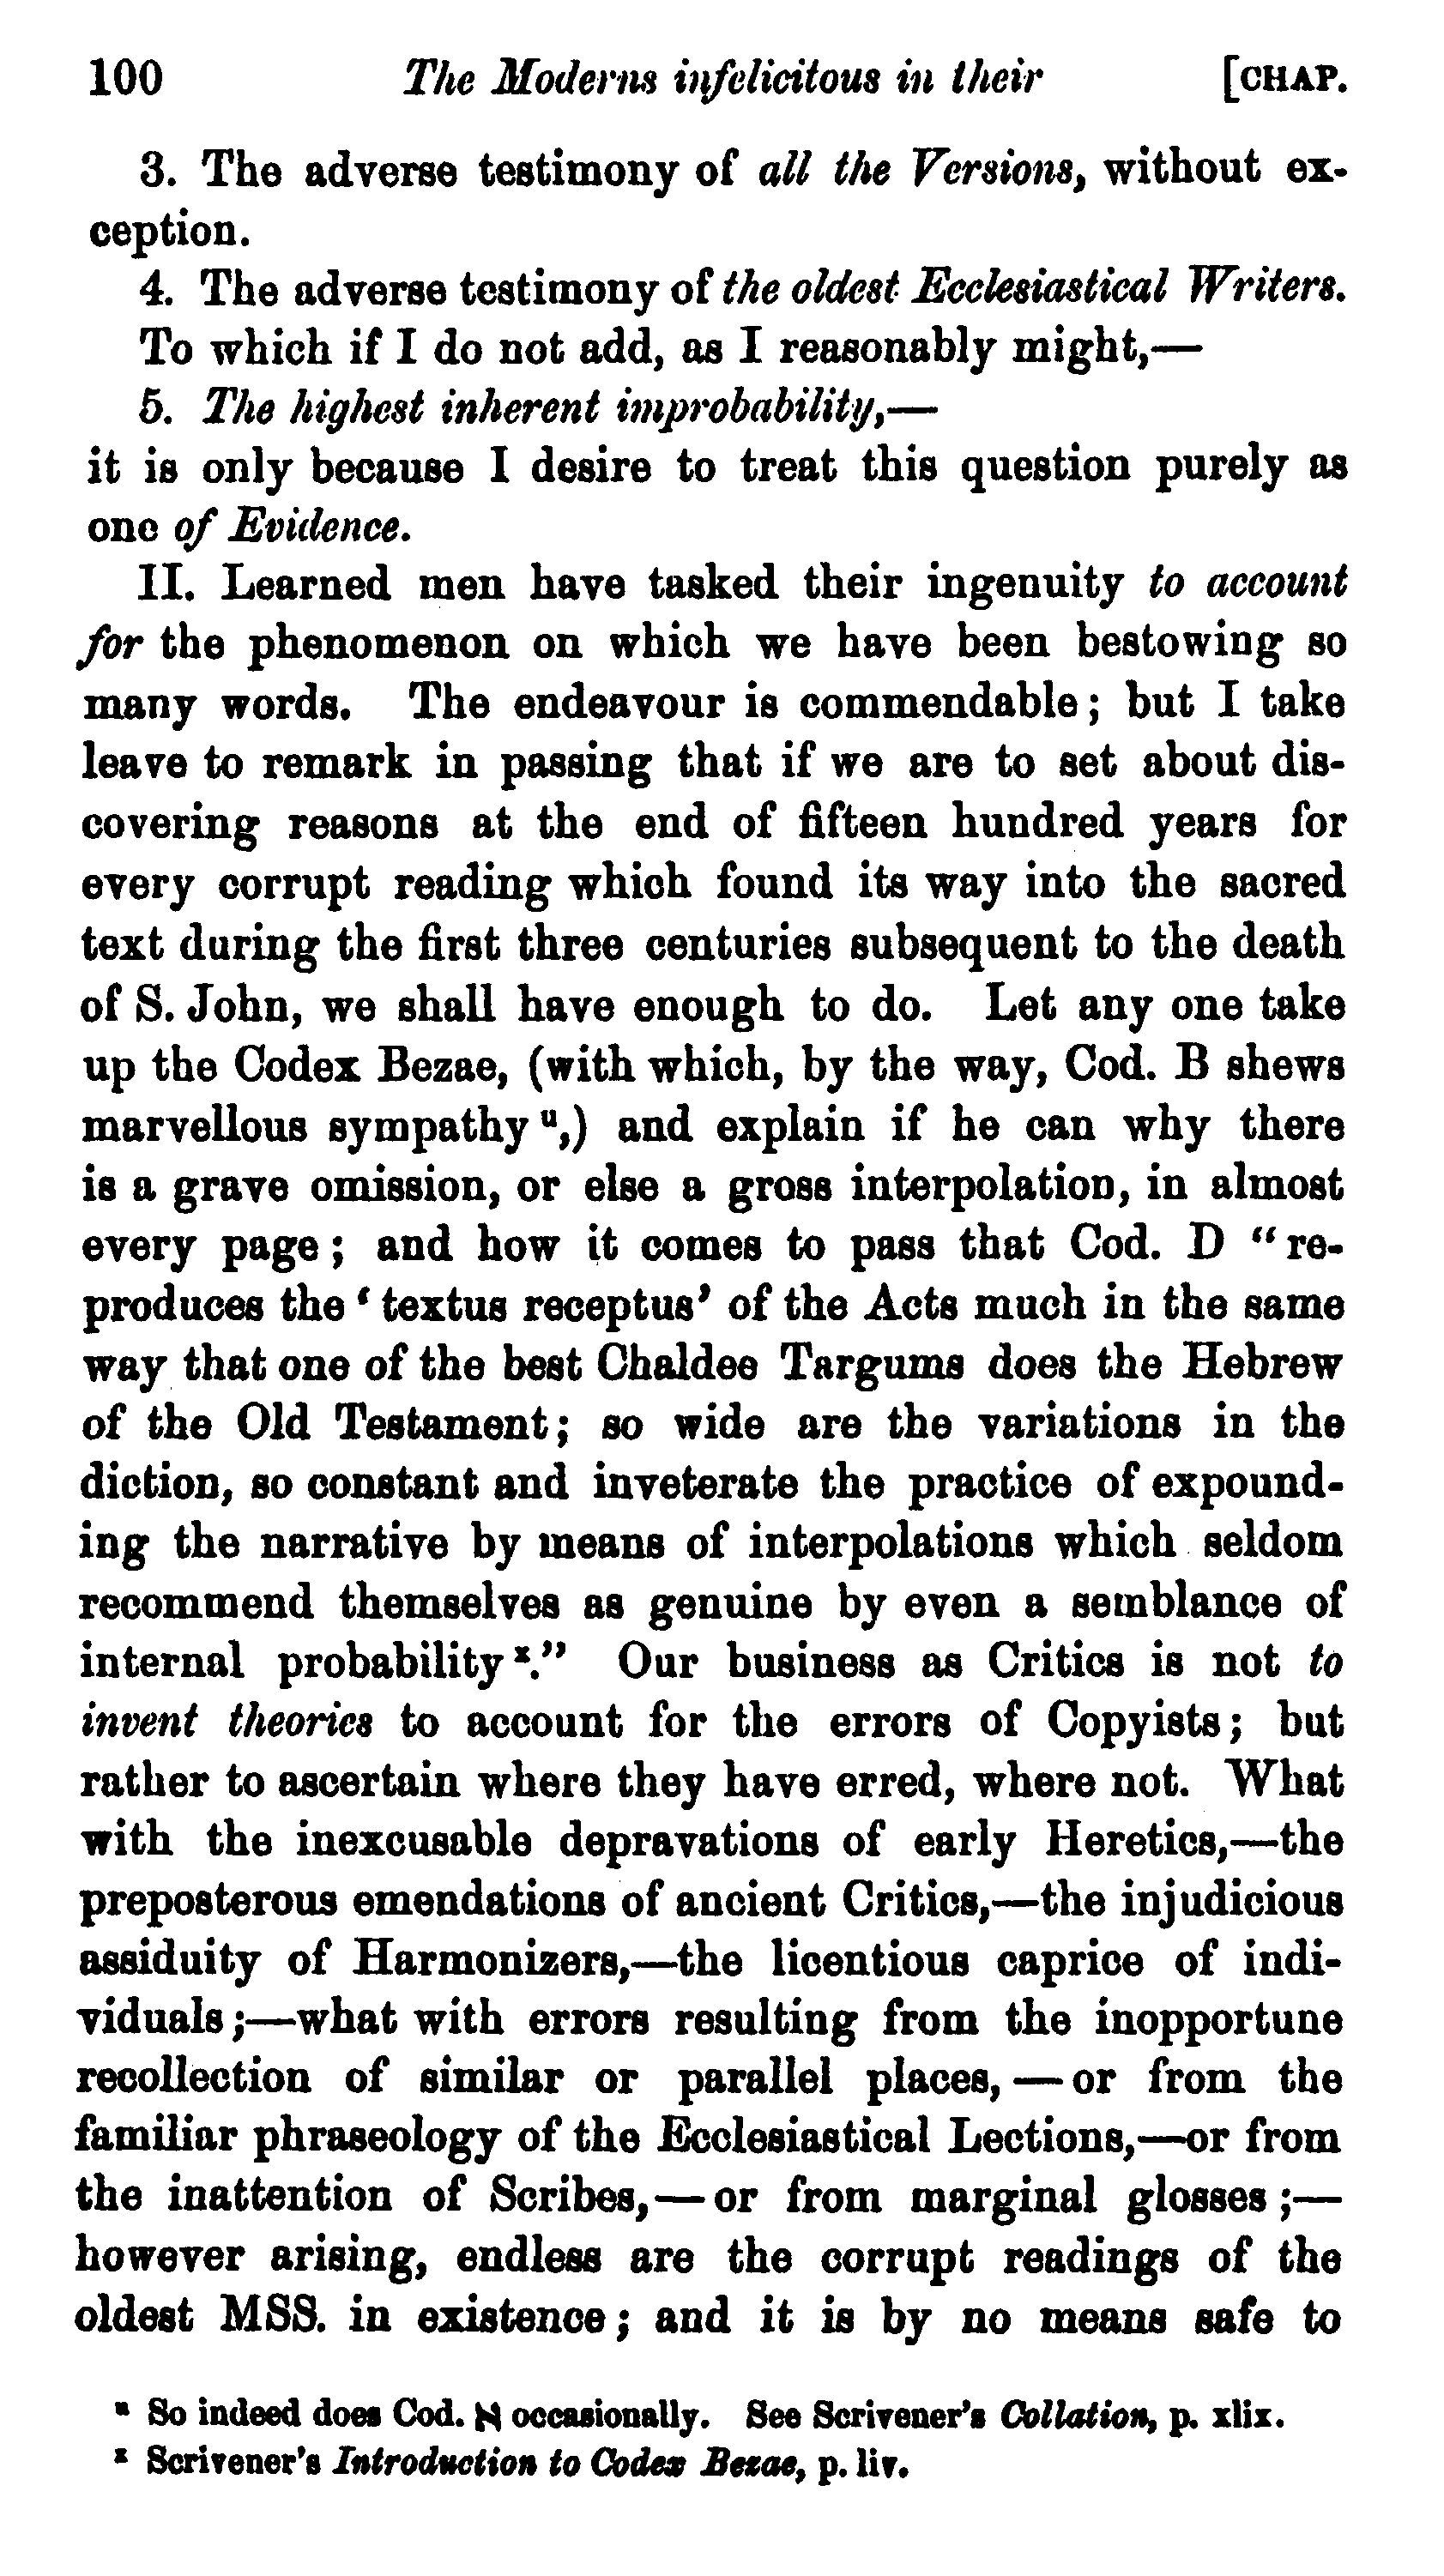 100 The Moderns infelicitous in their [CHAP.
3. The adverse testimony of all the Versions, without ex-
ception.
4. The adverse testimony of the oldest Ecclesiastical Writers.
To which if I do not add, as I reasonably might,—
5. The highest inherent improbability,—
it is only because I desire to treat this question purely as
one of Evidence.
II. Learned men have tasked their ingenuity to account
for the phenomenon on which we have been bestowing so
many words. The endeavour is commendable; but I take
leave to remark in passing that if we are to set about dis-
covering reasons at the end of fifteen hundred years for
every corrupt reading which found its way into the sacred
text during the first three centuries subsequent to the death
of S. John, we shall have enough to do. Let any one take
up the Codex Bezae, (with which, by the way, Cod. B shews
marvellous sympathy ᵘ,) and explain if he can why there
is a grave omission, or else a gross interpolation, in almost
every page; and how it comes to pass that Cod. D “re-
produces the ‘textus receptus’ of the Acts much in the same
way that one of the best Chaldee Targums does the Hebrew
of the Old Testament; so wide are the variations in the
diction, so constant and inveterate the practice of expound-
ing the narrative by means of interpolations which seldom
recommend themselves as genuine by even a semblance of
internal probability ˣ.” Our business as Critics is not to
invent theories to account for the errors of Copyists; but
rather to ascertain where they have erred, where not. What
with the inexcusable depravations of early Heretics,—the
preposterous emendations of ancient Critics,—the injudicious
assiduity of Harmonizers,—the licentious caprice of indi-
viduals;—what with errors resulting from the inopportune
recollection of similar or parallel places,—or from the
familiar phraseology of the Ecclesiastical Lections,—or from
the inattention of Scribes,—or from marginal glosses;—
however arising, endless are the corrupt readings of the
oldest MSS. in existence; and it is by no means safe to
ᵘ So indeed does Cod. א occasionally. See Scrivener’s Collation, p. xlix.
ˣ Scrivener’s Introduction to Codex Bezae, p. liv.